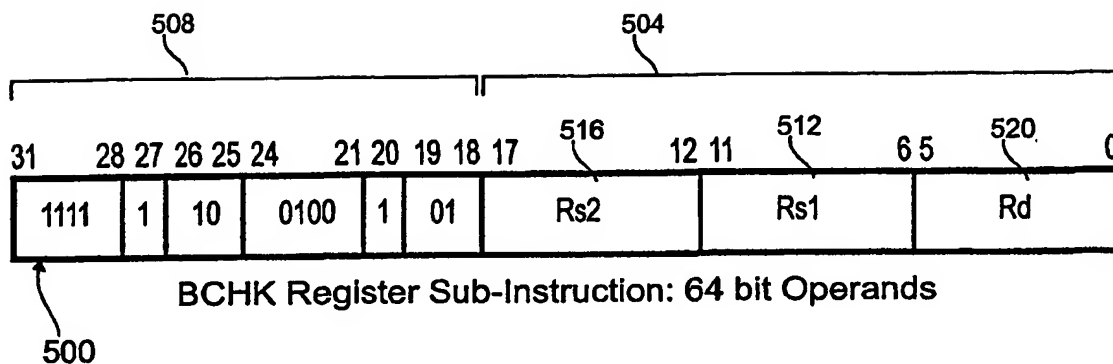 508 504
516 512 520
31 28 27 26 25 24 21 20 19 18 17 12 11 6 5 0
1111 1 10 0100 1 01 Rs2 Rs1 Rd
BCHK Register Sub-Instruction: 64 bit Operands
500